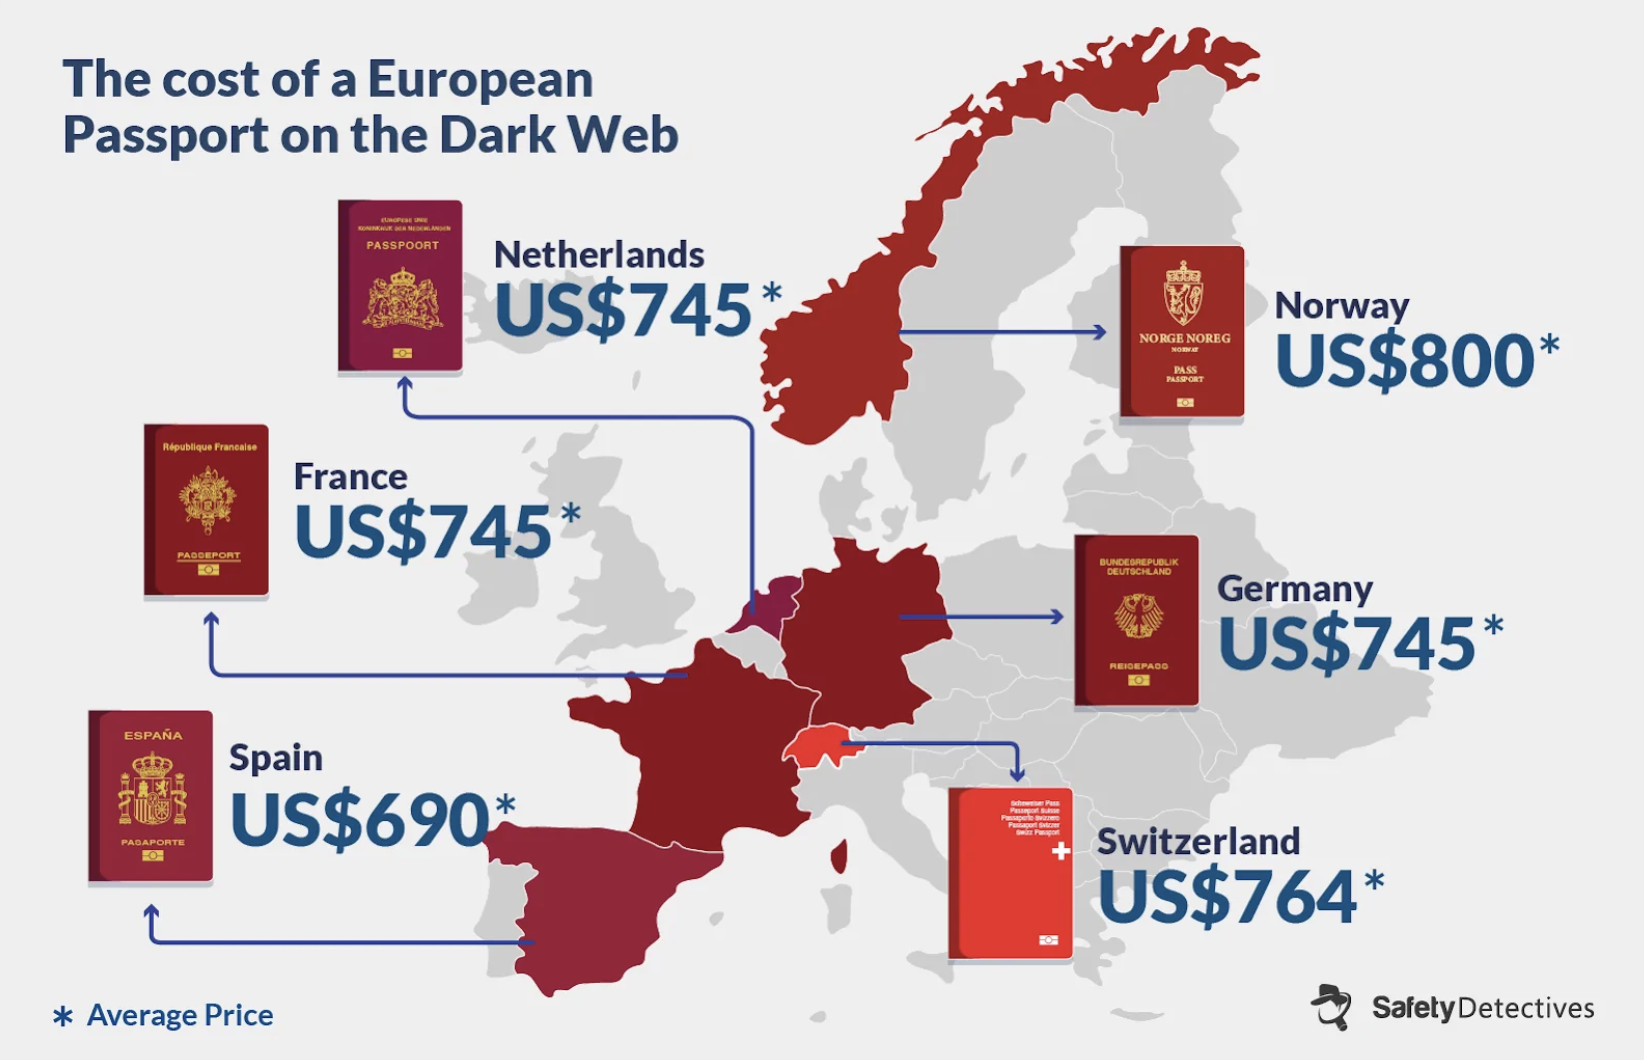 The cost of a European
Passport on the Dark Web
EUROPESE UNIE
KONINKRIJK DER NEDERLANDEN
PASSPOORT
Netherlands
US$745*
NORGE NOREG
NORWAY
PASS
PASSPORT
Norway
US$800*
République Francaise
PASSEPORT
France
US$745*
BUNDESREPUBLIK
DEUTSCHLAND
REISEPASS
Germany
US$745*
ESPAÑA
PASAPORTE
Spain
US$690*
Schweizer Pass
Passeport Suisse
Passaporto Svizzero
Passaport Svizzer
Swiss Passport
Switzerland
US$764*
* Average Price
SafetyDetectives